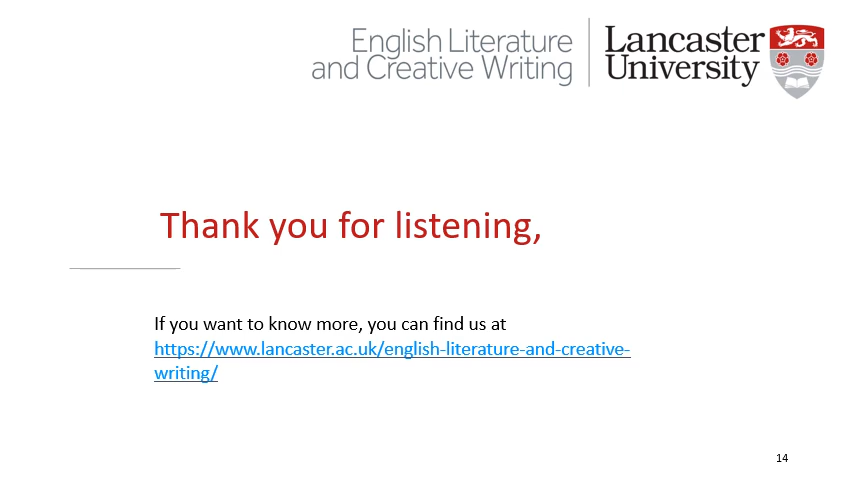 English Literature
and Creative Writing
Lancaster
University
Thank you for listening,
If you want to know more, you can find us at
https://www.lancaster.ac.uk/english-literature-and-creative-
writing/
14